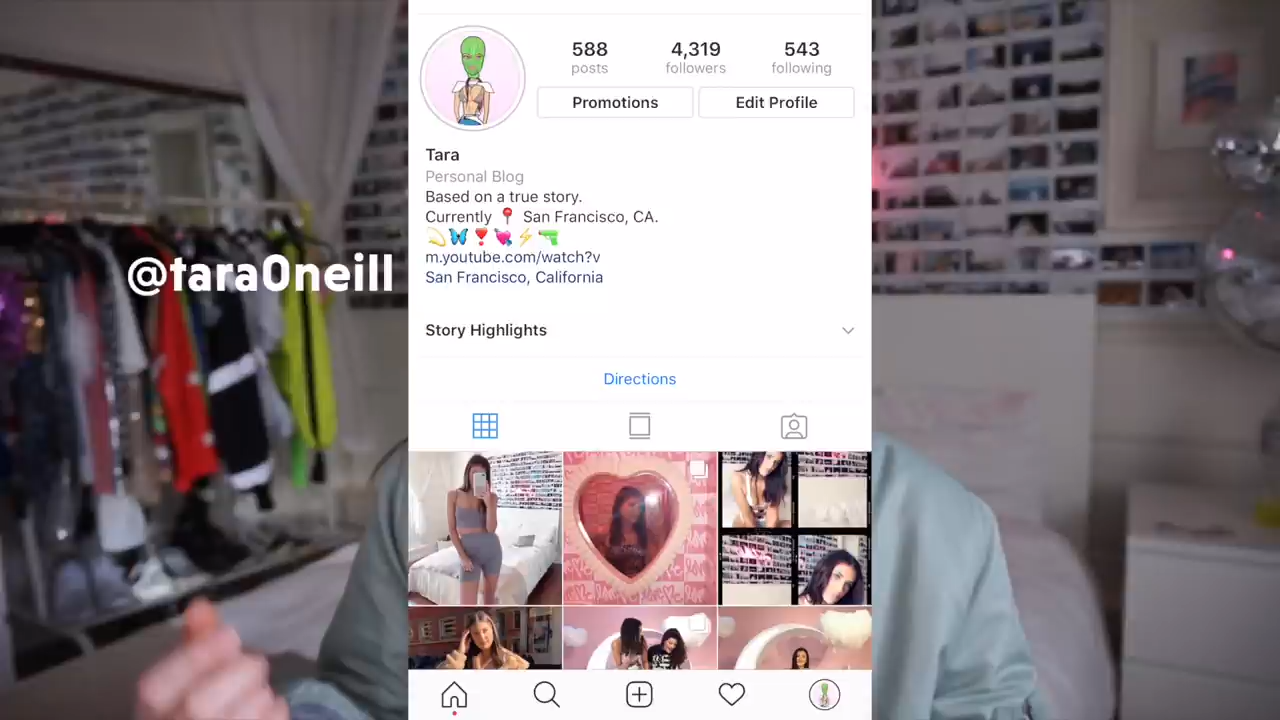 588
posts
4,319
followers
543
following
Promotions
Edit Profile
Tara
Personal Blog
Based on a true story.
Currently 📍 San Francisco, CA.
💫🦋❣️💘⚡🔫
m.youtube.com/watch?v
San Francisco, California
@tara0neill
Story Highlights
Directions